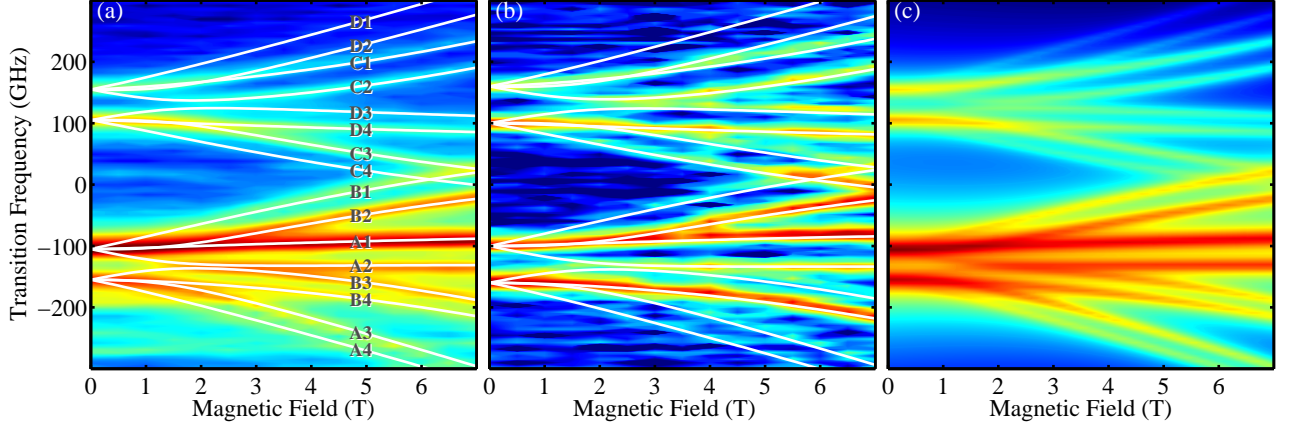 (a)
(b)
(c)
Transition Frequency (GHz)
200
100
0
−100
−200
D1
D2
C1
C2
D3
D4
C3
C4
B1
B2
A1
A2
B3
B4
A3
A4
0 1 2 3 4 5 6
Magnetic Field (T)
0 1 2 3 4 5 6
Magnetic Field (T)
0 1 2 3 4 5 6
Magnetic Field (T)